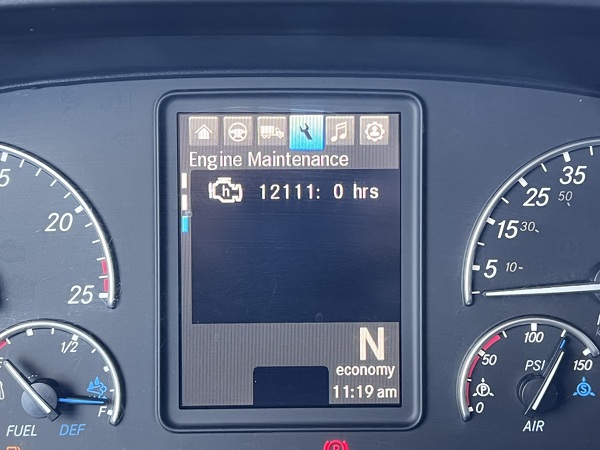 Engine Maintenance
h 12111: 0 hrs
N
economy
11:19 am
5
20
25
1/2
F
FUEL
DEF
35
25
50
15
30
5
10
100
50
PSI
150
P
S
0
AIR